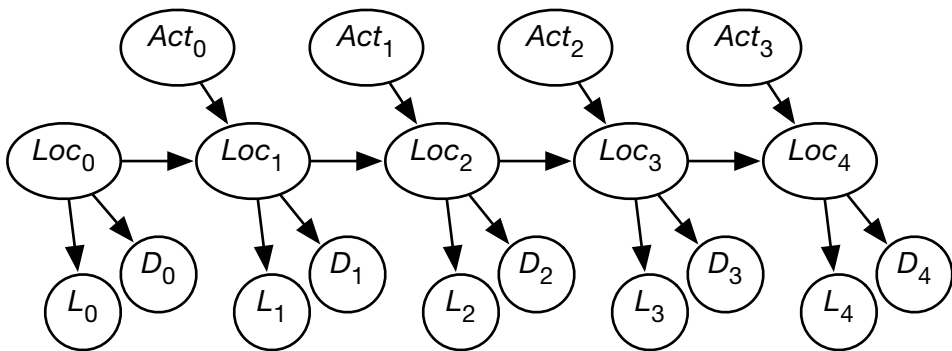 Act0 Act1 Act2 Act3
Loc0 Loc1 Loc2 Loc3 Loc4
D0 D1 D2 D3 D4
L0 L1 L2 L3 L4